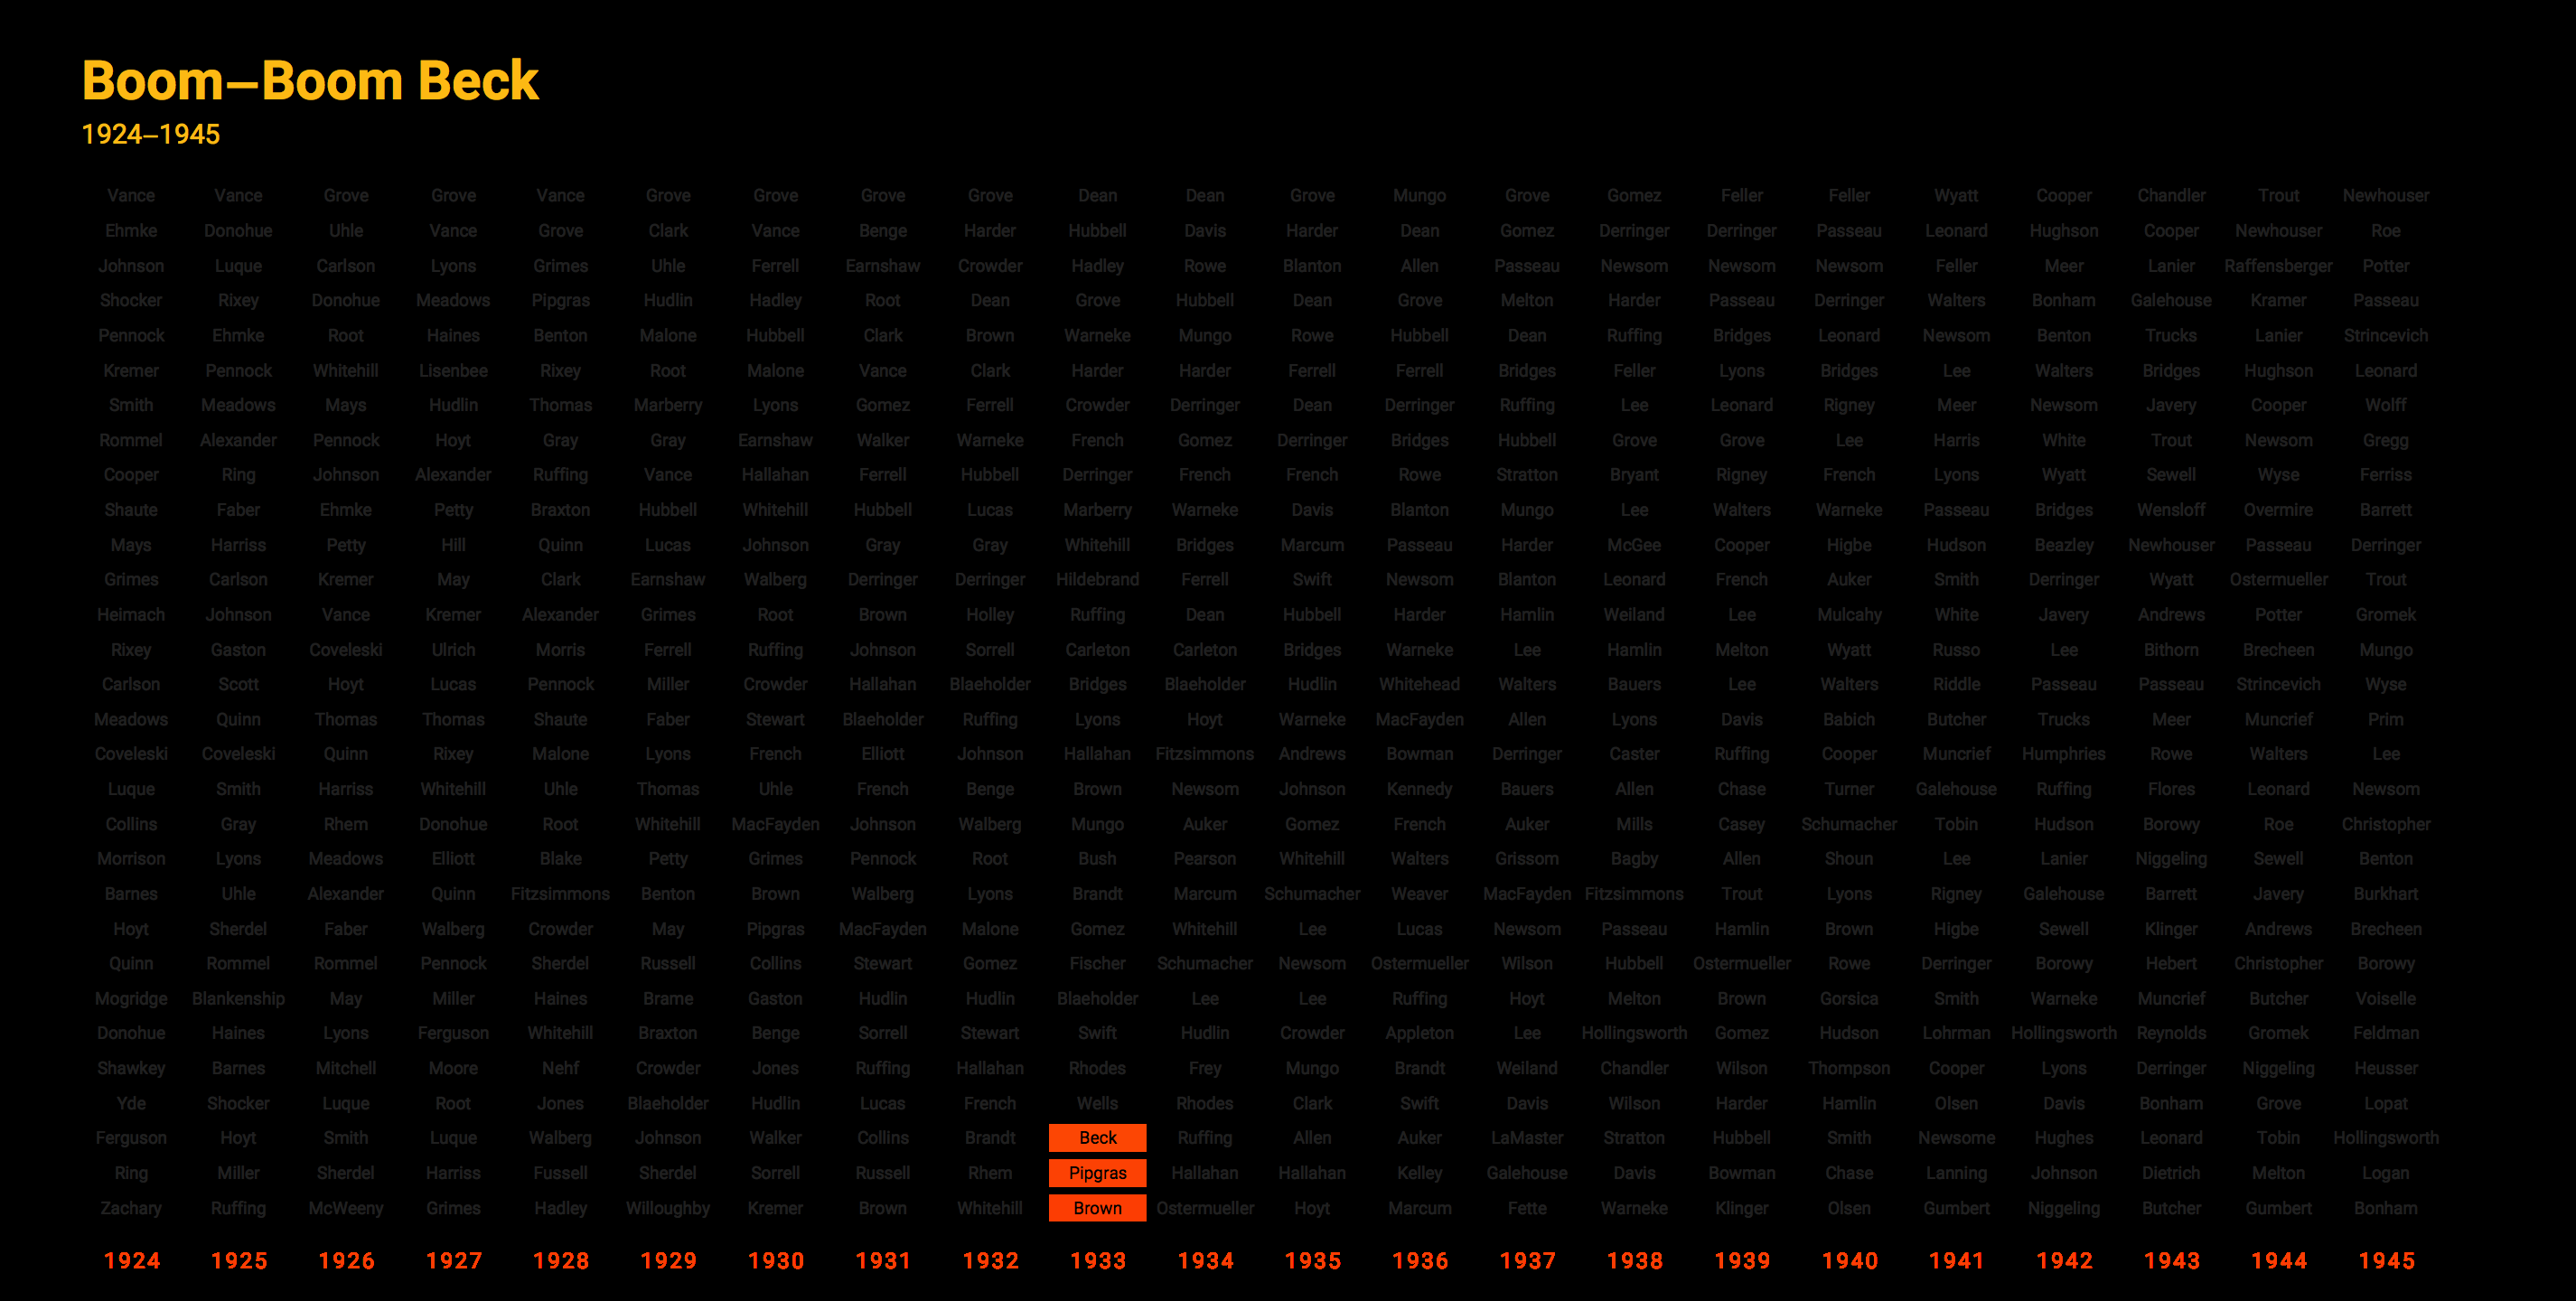 Boom–Boom Beck
1924–1945
Vance Vance Grove Grove Vance Grove Grove Grove Grove Dean Dean Grove Mungo Grove Gomez Feller Feller Wyatt Cooper Chandler Trout Newhouser
Ehmke Donohue Uhle Vance Grove Clark Vance Benge Harder Hubbell Davis Harder Dean Gomez Derringer Derringer Passeau Leonard Hughson Cooper Newhouser Roe
Johnson Luque Carlson Lyons Grimes Uhle Ferrell Earnshaw Crowder Hadley Rowe Blanton Allen Passeau Newsom Newsom Newsom Feller Meer Lanier Raffensberger Potter
Shocker Rixey Donohue Meadows Pipgras Hudlin Hadley Root Dean Grove Hubbell Dean Grove Melton Harder Passeau Derringer Walters Bonham Galehouse Kramer Passeau
Pennock Ehmke Root Haines Benton Malone Hubbell Clark Brown Warneke Mungo Rowe Hubbell Dean Ruffing Bridges Leonard Newsom Benton Trucks Lanier Strincevich
Kremer Pennock Whitehill Lisenbee Rixey Root Malone Vance Clark Harder Harder Ferrell Ferrell Bridges Feller Lyons Bridges Lee Walters Bridges Hughson Leonard
Smith Meadows Mays Hudlin Thomas Marberry Lyons Gomez Ferrell Crowder Derringer Dean Derringer Ruffing Lee Leonard Rigney Meer Newsom Javery Cooper Wolff
Rommel Alexander Pennock Hoyt Gray Gray Earnshaw Walker Warneke French Gomez Derringer Bridges Hubbell Grove Grove Lee Harris White Trout Newsom Gregg
Cooper Ring Johnson Alexander Ruffing Vance Hallahan Ferrell Hubbell Derringer French French Rowe Stratton Bryant Rigney French Lyons Wyatt Sewell Wyse Ferriss
Shaute Faber Ehmke Petty Braxton Hubbell Whitehill Hubbell Lucas Marberry Warneke Davis Blanton Mungo Lee Walters Warneke Passeau Bridges Wensloff Overmire Barrett
Mays Harriss Petty Hill Quinn Lucas Johnson Gray Gray Whitehill Bridges Marcum Passeau Harder McGee Cooper Higbe Hudson Beazley Newhouser Passeau Derringer
Grimes Carlson Kremer May Clark Earnshaw Walberg Derringer Derringer Hildebrand Ferrell Swift Newsom Blanton Leonard French Auker Smith Derringer Wyatt Ostermueller Trout
Heimach Johnson Vance Kremer Alexander Grimes Root Brown Holley Ruffing Dean Hubbell Harder Hamlin Weiland Lee Mulcahy White Javery Andrews Potter Gromek
Rixey Gaston Coveleski Ulrich Morris Ferrell Ruffing Johnson Sorrell Carleton Carleton Bridges Warneke Lee Hamlin Melton Wyatt Russo Lee Bithorn Brecheen Mungo
Carlson Scott Hoyt Lucas Pennock Miller Crowder Hallahan Blaeholder Bridges Blaeholder Hudlin Whitehead Walters Bauers Lee Walters Riddle Passeau Passeau Strincevich Wyse
Meadows Quinn Thomas Thomas Shaute Faber Stewart Blaeholder Ruffing Lyons Hoyt Warneke MacFayden Allen Lyons Davis Babich Butcher Trucks Meer Muncrief Prim
Coveleski Coveleski Quinn Rixey Malone Lyons French Elliott Johnson Hallahan Fitzsimmons Andrews Bowman Derringer Caster Ruffing Cooper Muncrief Humphries Rowe Walters Lee
Luque Smith Harriss Whitehill Uhle Thomas Uhle French Benge Brown Newsom Johnson Kennedy Bauers Allen Chase Turner Galehouse Ruffing Flores Leonard Newsom
Collins Gray Rhem Donohue Root Whitehill MacFayden Johnson Walberg Mungo Auker Gomez French Auker Mills Casey Schumacher Tobin Hudson Borowy Roe Christopher
Morrison Lyons Meadows Elliott Blake Petty Grimes Pennock Root Bush Pearson Whitehill Walters Grissom Bagby Allen Shoun Lee Lanier Niggeling Sewell Benton
Barnes Uhle Alexander Quinn Fitzsimmons Benton Brown Walberg Lyons Brandt Marcum Schumacher Weaver MacFayden Fitzsimmons Trout Lyons Rigney Galehouse Barrett Javery Burkhart
Hoyt Sherdel Faber Walberg Crowder May Pipgras MacFayden Malone Gomez Whitehill Lee Lucas Newsom Passeau Hamlin Brown Higbe Sewell Klinger Andrews Brecheen
Quinn Rommel Rommel Pennock Sherdel Russell Collins Stewart Gomez Fischer Schumacher Newsom Ostermueller Wilson Hubbell Ostermueller Rowe Derringer Borowy Hebert Christopher Borowy
Mogridge Blankenship May Miller Haines Brame Gaston Hudlin Hudlin Blaeholder Lee Lee Ruffing Hoyt Melton Brown Gorsica Smith Warneke Muncrief Butcher Voiselle
Donohue Haines Lyons Ferguson Whitehill Braxton Benge Sorrell Stewart Swift Hudlin Crowder Appleton Lee Hollingsworth Gomez Hudson Lohrman Hollingsworth Reynolds Gromek Feldman
Shawkey Barnes Mitchell Moore Nehf Crowder Jones Ruffing Hallahan Rhodes Frey Mungo Brandt Weiland Chandler Wilson Thompson Cooper Lyons Derringer Niggeling Heusser
Yde Shocker Luque Root Jones Blaeholder Hudlin Lucas French Wells Rhodes Clark Swift Davis Wilson Harder Hamlin Olsen Davis Bonham Grove Lopat
Ferguson Hoyt Smith Luque Walberg Johnson Walker Collins Brandt Beck Ruffing Allen Auker LaMaster Stratton Hubbell Smith Newsome Hughes Leonard Tobin Hollingsworth
Ring Miller Sherdel Harriss Fussell Sherdel Sorrell Russell Rhem Pipgras Hallahan Hallahan Kelley Galehouse Davis Bowman Chase Lanning Johnson Dietrich Melton Logan
Zachary Ruffing McWeeny Grimes Hadley Willoughby Kremer Brown Whitehill Brown Ostermueller Hoyt Marcum Fette Warneke Klinger Olsen Gumbert Niggeling Butcher Gumbert Bonham
1924 1925 1926 1927 1928 1929 1930 1931 1932 1933 1934 1935 1936 1937 1938 1939 1940 1941 1942 1943 1944 1945